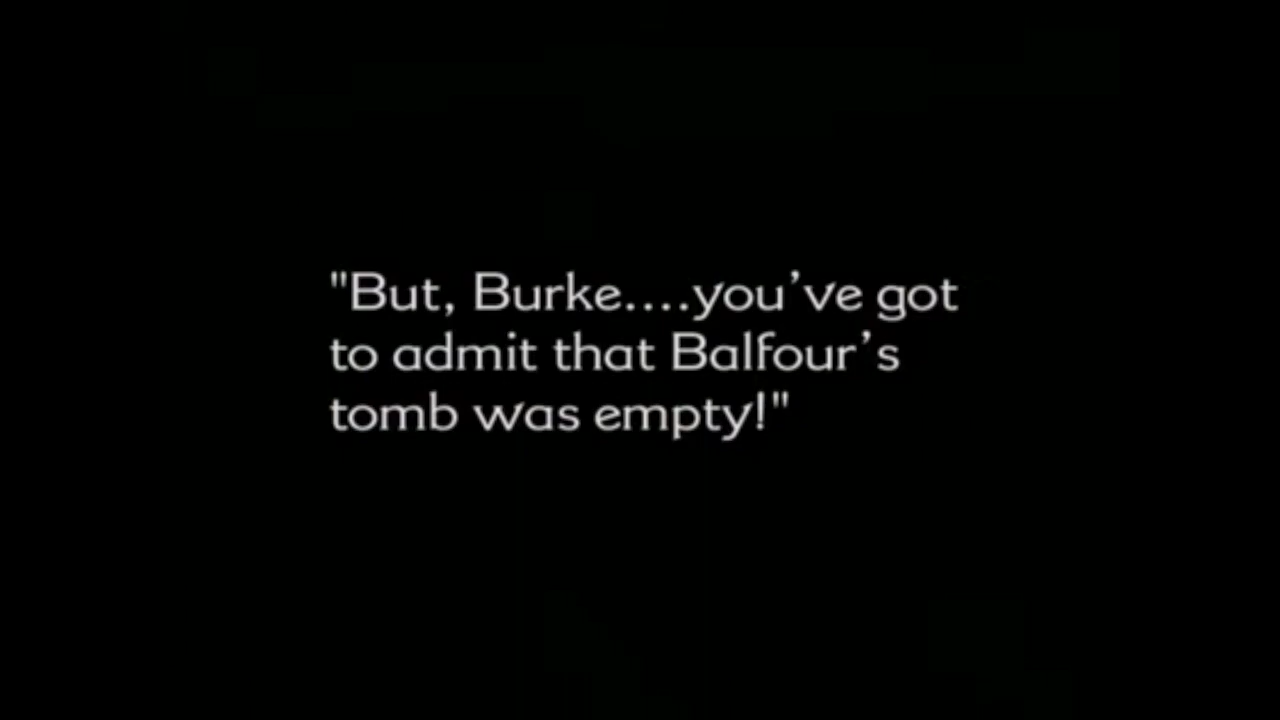 "But, Burke....you’ve got
to admit that Balfour’s
tomb was empty!"